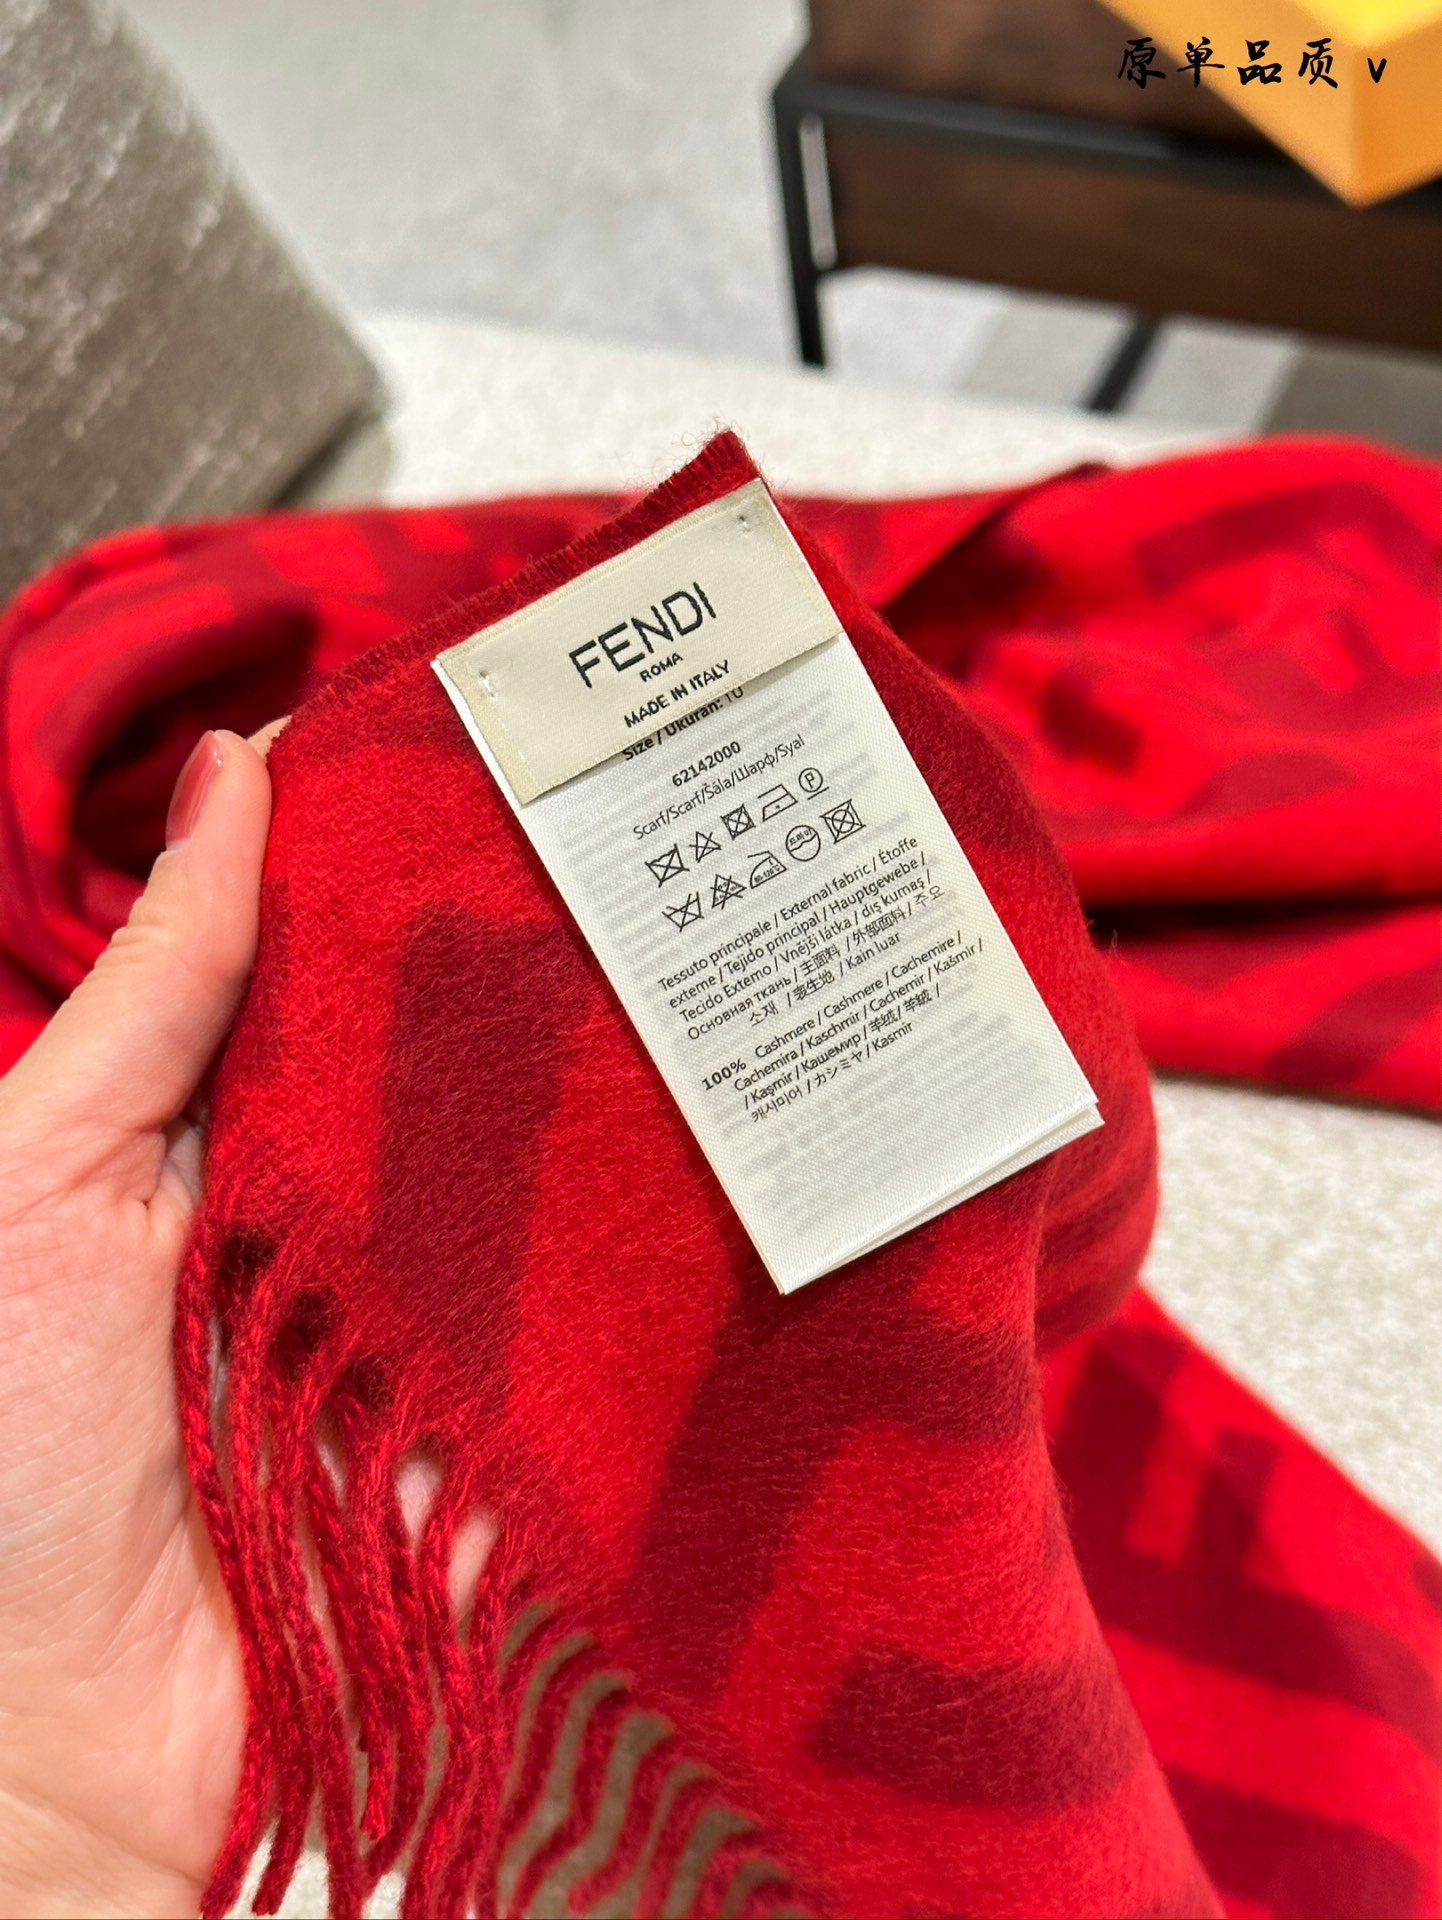 原单品质 v
FENDI
ROMA
MADE IN ITALY
Size / Ukuran: 10
62142000
Scarf/Scarf/Šála/Шарф/Syal
P
Tessuto principale / External fabric / Étoffe
externe / Tejido principal / Hauptgewebe /
Tecido Externo / Vnější látka / dış kumaş /
Основная ткань / 主面料 / 外部面料 / 주요
소재 / 表生地 / Kain luar
100% Cashmere / Cashmere / Cachemire /
Cachemira / Kaschmir / Cachemir / Kašmír /
/ Kaşmir / Кашемир / 羊绒 / 羊绒 /
캐시미어 / カシミヤ / Kasmir